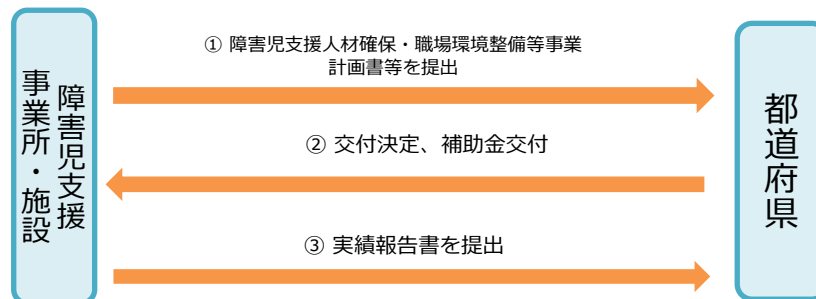 障害児支援
事業所・施設
① 障害児支援人材確保・職場環境整備等事業
計画書等を提出
② 交付決定、補助金交付
③ 実績報告書を提出
都道府県